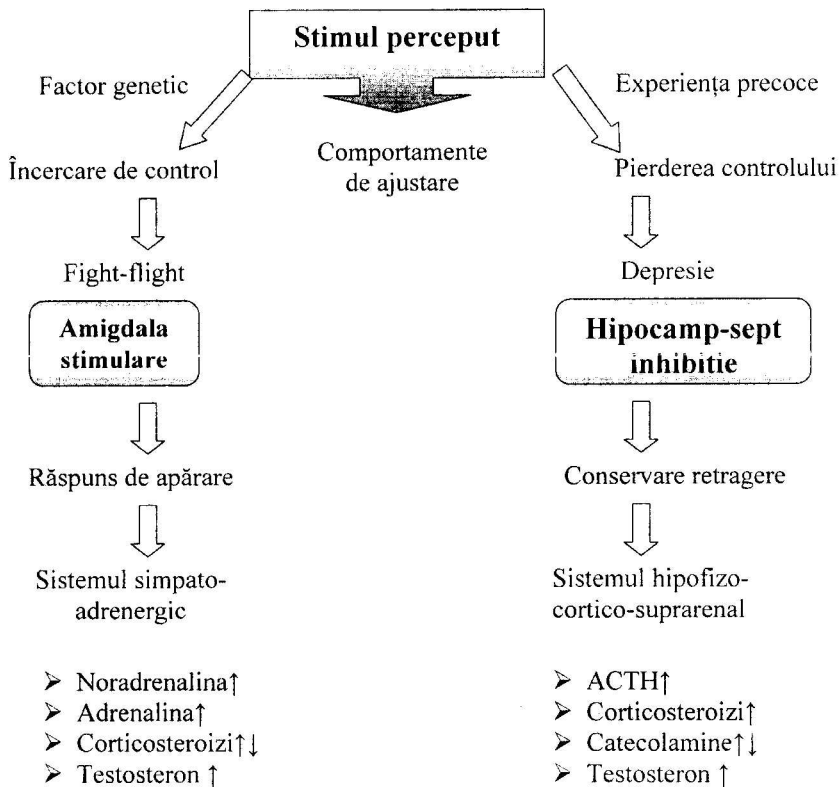 Stimul perceput
Factor genetic
Experiența precoce
Comportamente
de ajustare
Încercare de control
Pierderea controlului
Fight-flight
Depresie
Amigdala
stimulare
Hipocamp-sept
inhibitie
Răspuns de apărare
Conservare retragere
Sistemul simpato-
adrenergic
Sistemul hipofizo-
cortico-suprarenal
➢ Noradrenalina↑
➢ Adrenalina↑
➢ Corticosteroizi↑↓
➢ Testosteron ↑
➢ ACTH↑
➢ Corticosteroizi↑
➢ Catecolamine↑↓
➢ Testosteron ↑